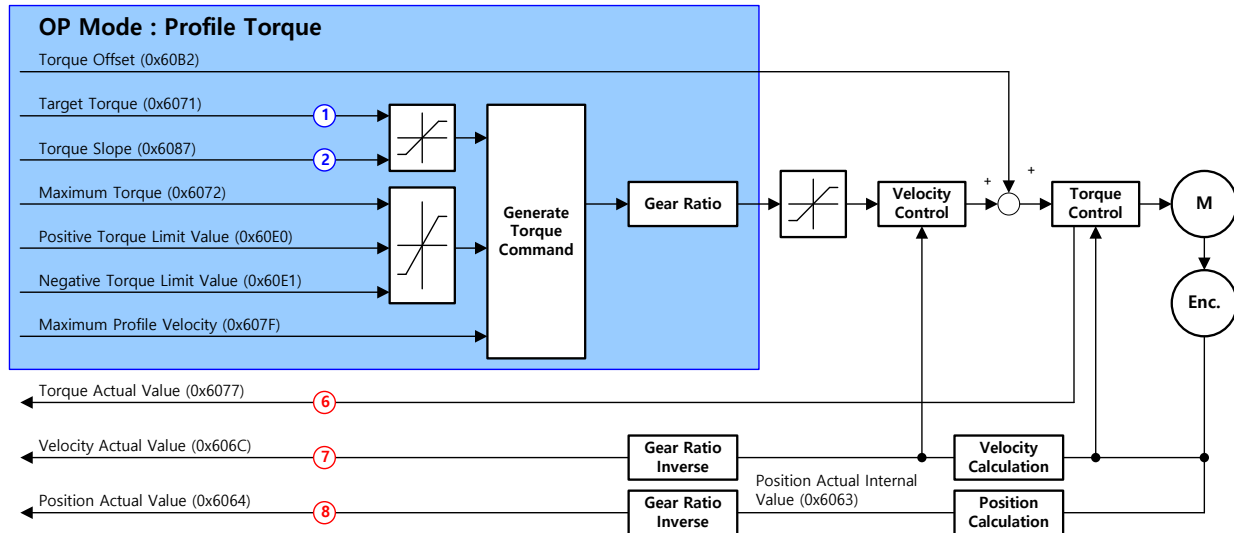 OP Mode : Profile Torque
Torque Offset (0x60B2)
Target Torque (0x6071)
1
Torque Slope (0x6087)
2
Maximum Torque (0x6072)
Positive Torque Limit Value (0x60E0)
Negative Torque Limit Value (0x60E1)
Maximum Profile Velocity (0x607F)
Generate
Torque
Command
Gear Ratio
Velocity
Control
+
+
Torque
Control
M
Enc.
Torque Actual Value (0x6077)
6
Velocity Actual Value (0x606C)
7
Gear Ratio
Inverse
Velocity
Calculation
Position Actual Value (0x6064)
8
Gear Ratio
Inverse
Position Actual Internal
Value (0x6063)
Position
Calculation